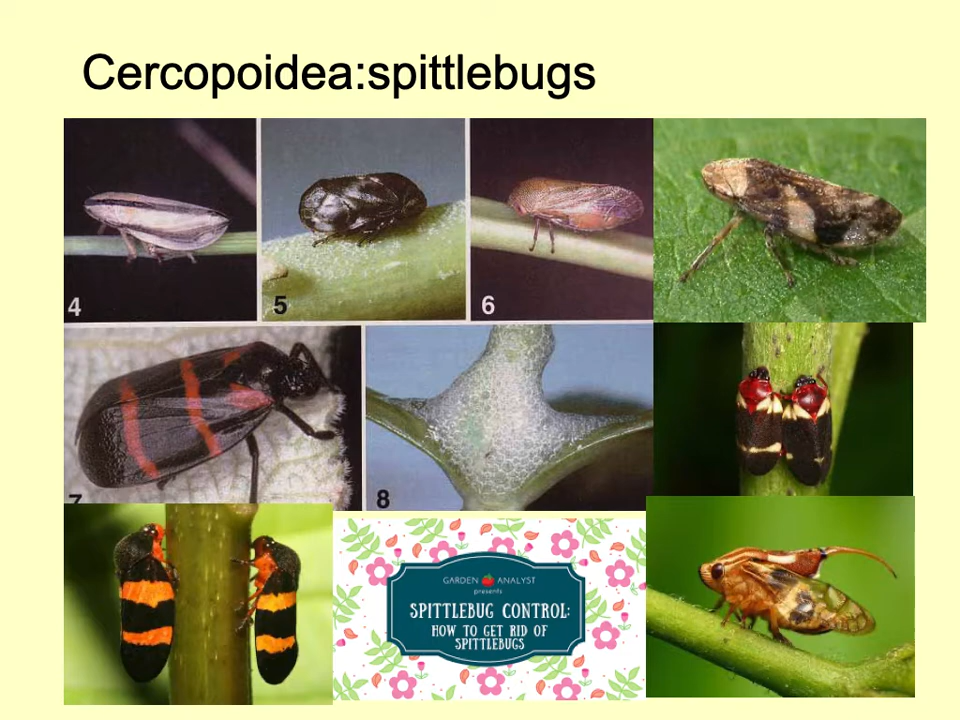 Cercopoidea:spittlebugs
4
5
6
7
8
GARDEN ANALYST
presents
SPITTLEBUG CONTROL:
HOW TO GET RID OF
SPITTLEBUGS